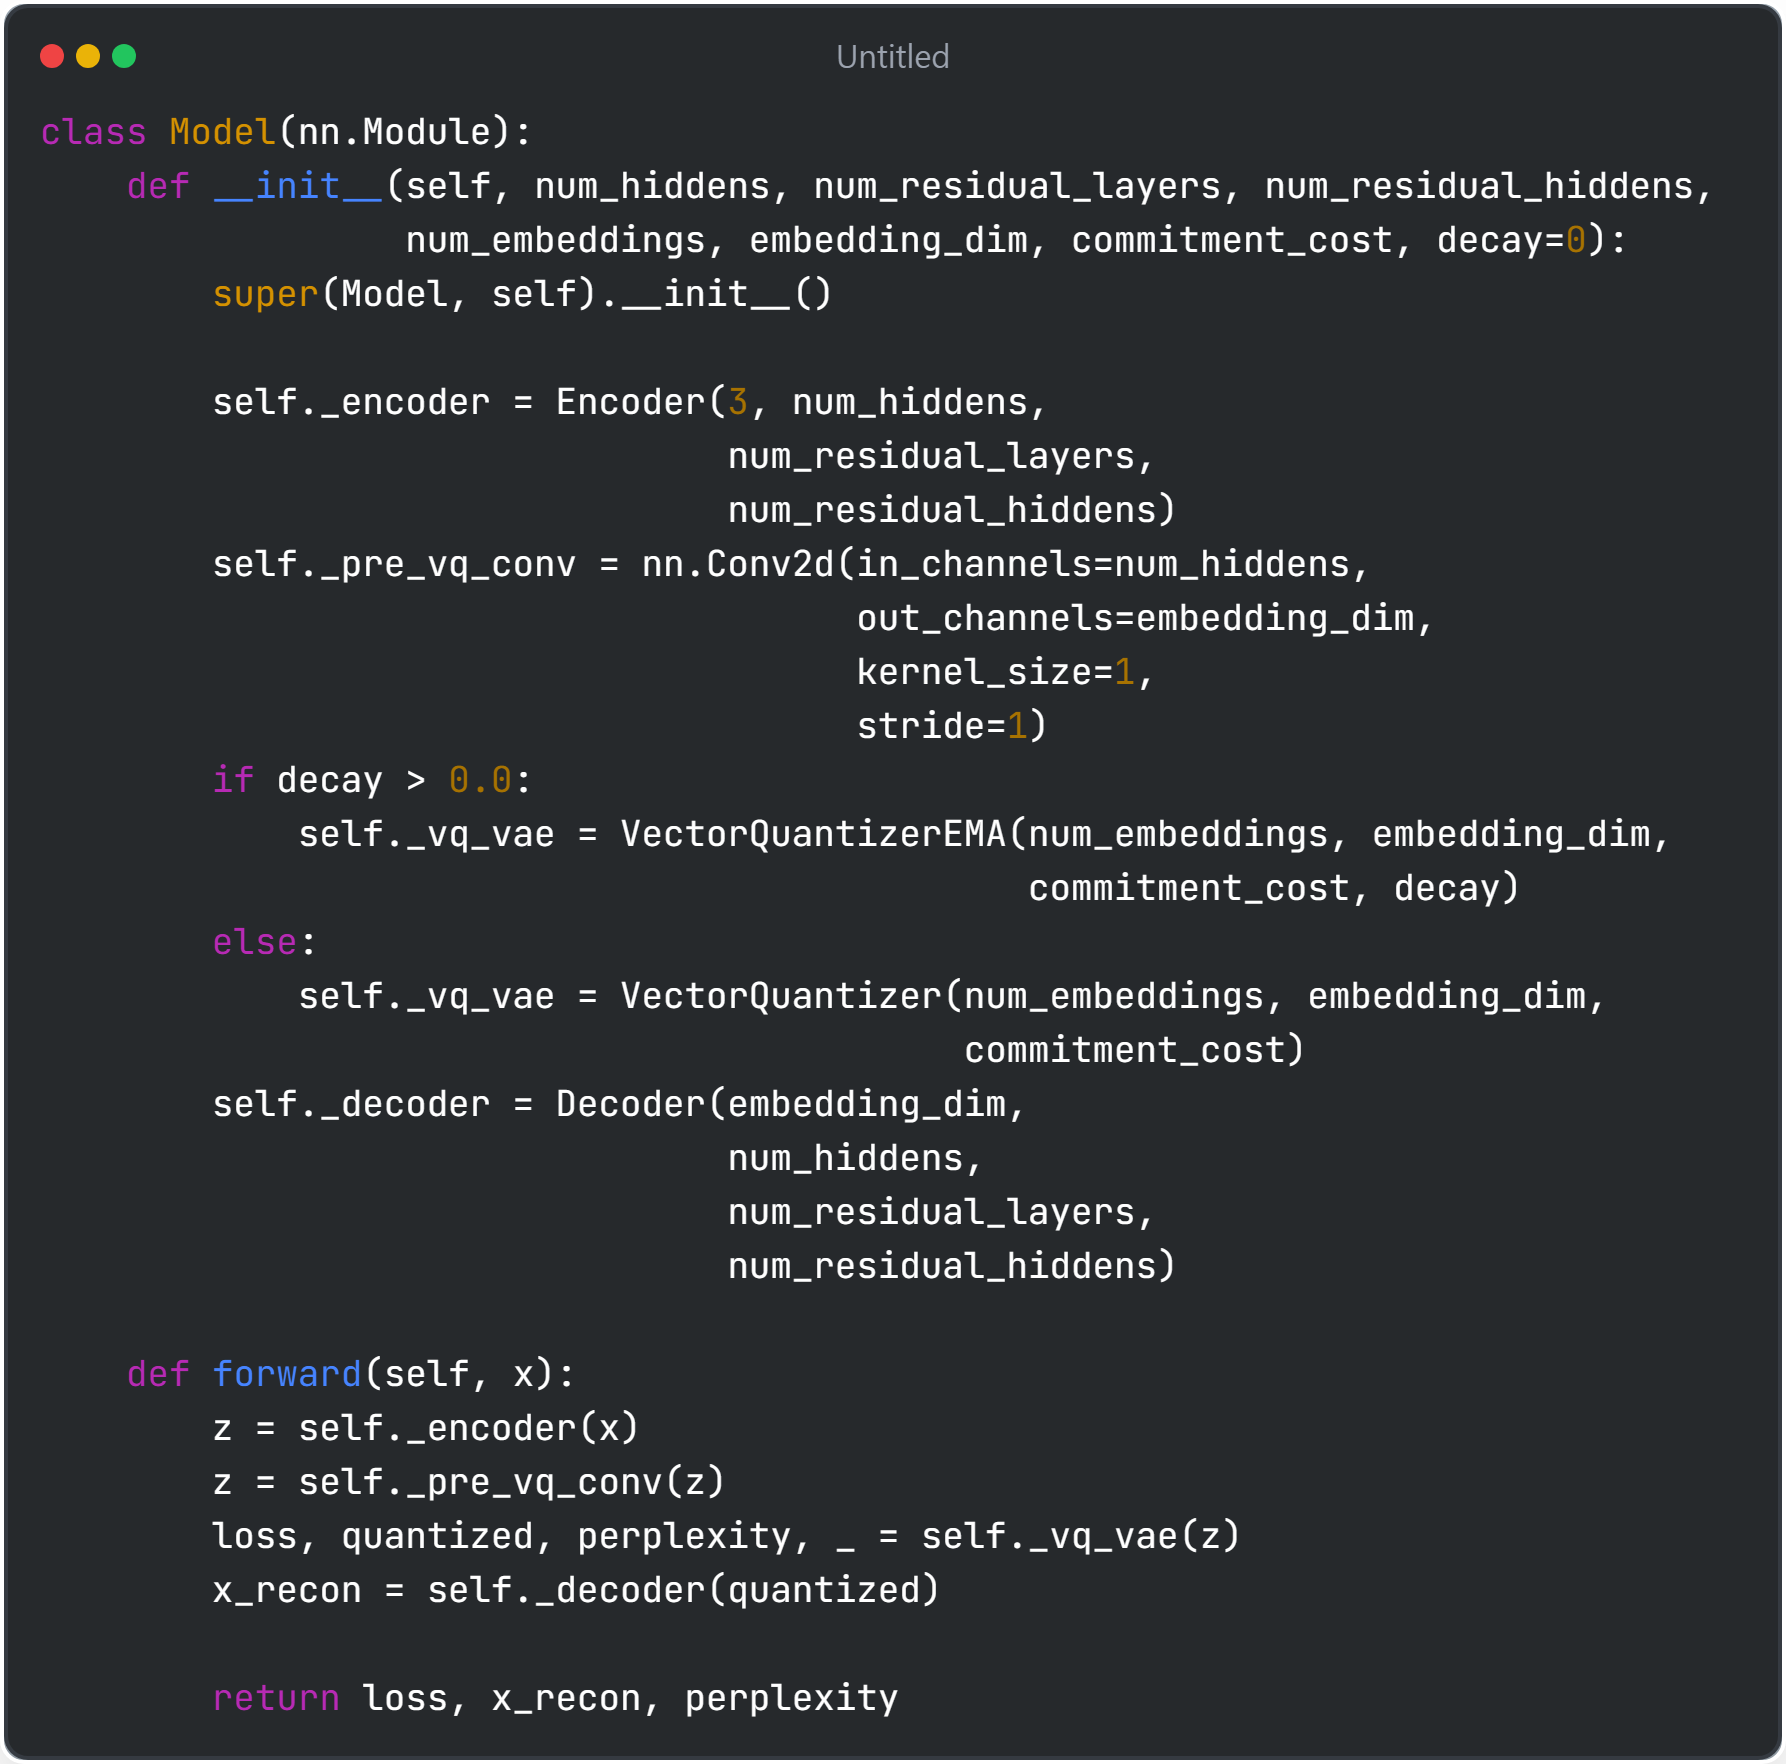 Untitled
class Model(nn.Module):
    def __init__(self, num_hiddens, num_residual_layers, num_residual_hiddens,
                 num_embeddings, embedding_dim, commitment_cost, decay=0):
        super(Model, self).__init__()

        self._encoder = Encoder(3, num_hiddens,
                                num_residual_layers,
                                num_residual_hiddens)
        self._pre_vq_conv = nn.Conv2d(in_channels=num_hiddens,
                                      out_channels=embedding_dim,
                                      kernel_size=1,
                                      stride=1)
        if decay > 0.0:
            self._vq_vae = VectorQuantizerEMA(num_embeddings, embedding_dim,
                                              commitment_cost, decay)
        else:
            self._vq_vae = VectorQuantizer(num_embeddings, embedding_dim,
                                           commitment_cost)
        self._decoder = Decoder(embedding_dim,
                                num_hiddens,
                                num_residual_layers,
                                num_residual_hiddens)

    def forward(self, x):
        z = self._encoder(x)
        z = self._pre_vq_conv(z)
        loss, quantized, perplexity, _ = self._vq_vae(z)
        x_recon = self._decoder(quantized)

        return loss, x_recon, perplexity